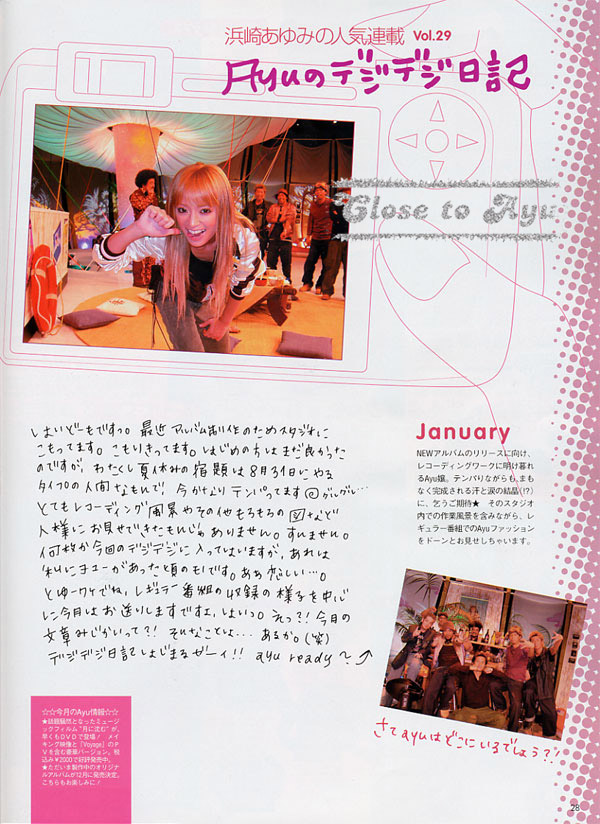 浜崎あゆみの人気連載 Vol.29
Ayuのデジデジ日記
Close to Ayu
はいどーもですっ。最近アルバム制作のためスタジオに
こもってます。こもりきってます。はじめのうちはまだ良かった
のですが、わたくし夏休みの宿題は8月31日にやる
タイプの人間なもんで、今かなりテンパってます
とてもレコーディング風景やその他もろもろの など
人様にお見せできたもんじゃありません。すいません。
何枚か今回のデジデジに入ってはいますが、あれは
私にまだ があった頃のモノです。ああ懐しい…。
とゆーワケでね、レギュラー番組の収録の様子を中心
に今月はお送りしますですよ、はいっ。えっ?!今月の
文章みじかいって?!そんなことは…あるか。(笑)
デジデジ日記はじまるぜーィ!! ayu ready〜?
January
NEWアルバムのリリースに向け、
レコーディングワークに明け暮れ
るAyu嬢。テンパりながらも、まも
なく完成される汗と涙の結晶(!?)
に、乞うご期待★ そのスタジオ
内での作業風景を含みながら、レ
ギュラー番組でのAyuファッション
をドーンとお見せしちゃいます。
さてayuはどこにいるでしょう?!
☆☆今月のAyu情報☆☆
★話題騒然となったミュージ
ックフィルム“月に沈む”が、
早くもDVDで登場! メイ
キング映像と「Voyage」のP
Vを含む豪華バージョン。税
込み¥2000で好評発売中。
★ただいま製作中のオリジナ
ルアルバムが12月に発売決定。
こちらもお楽しみに♪
28